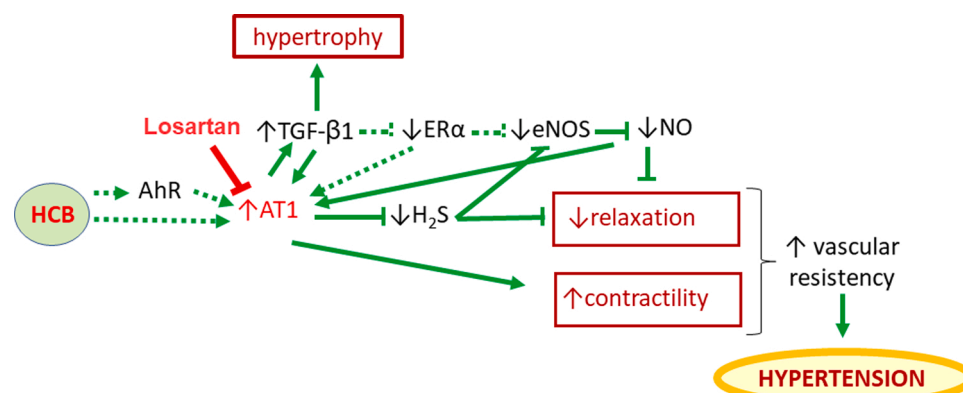 hypertrophy
Losartan
↑TGF-β1
↓ERα
↓eNOS
↓NO
HCB
AhR
↑AT1
↓H₂S
↓relaxation
↑contractility
↑ vascular
resistency
HYPERTENSION